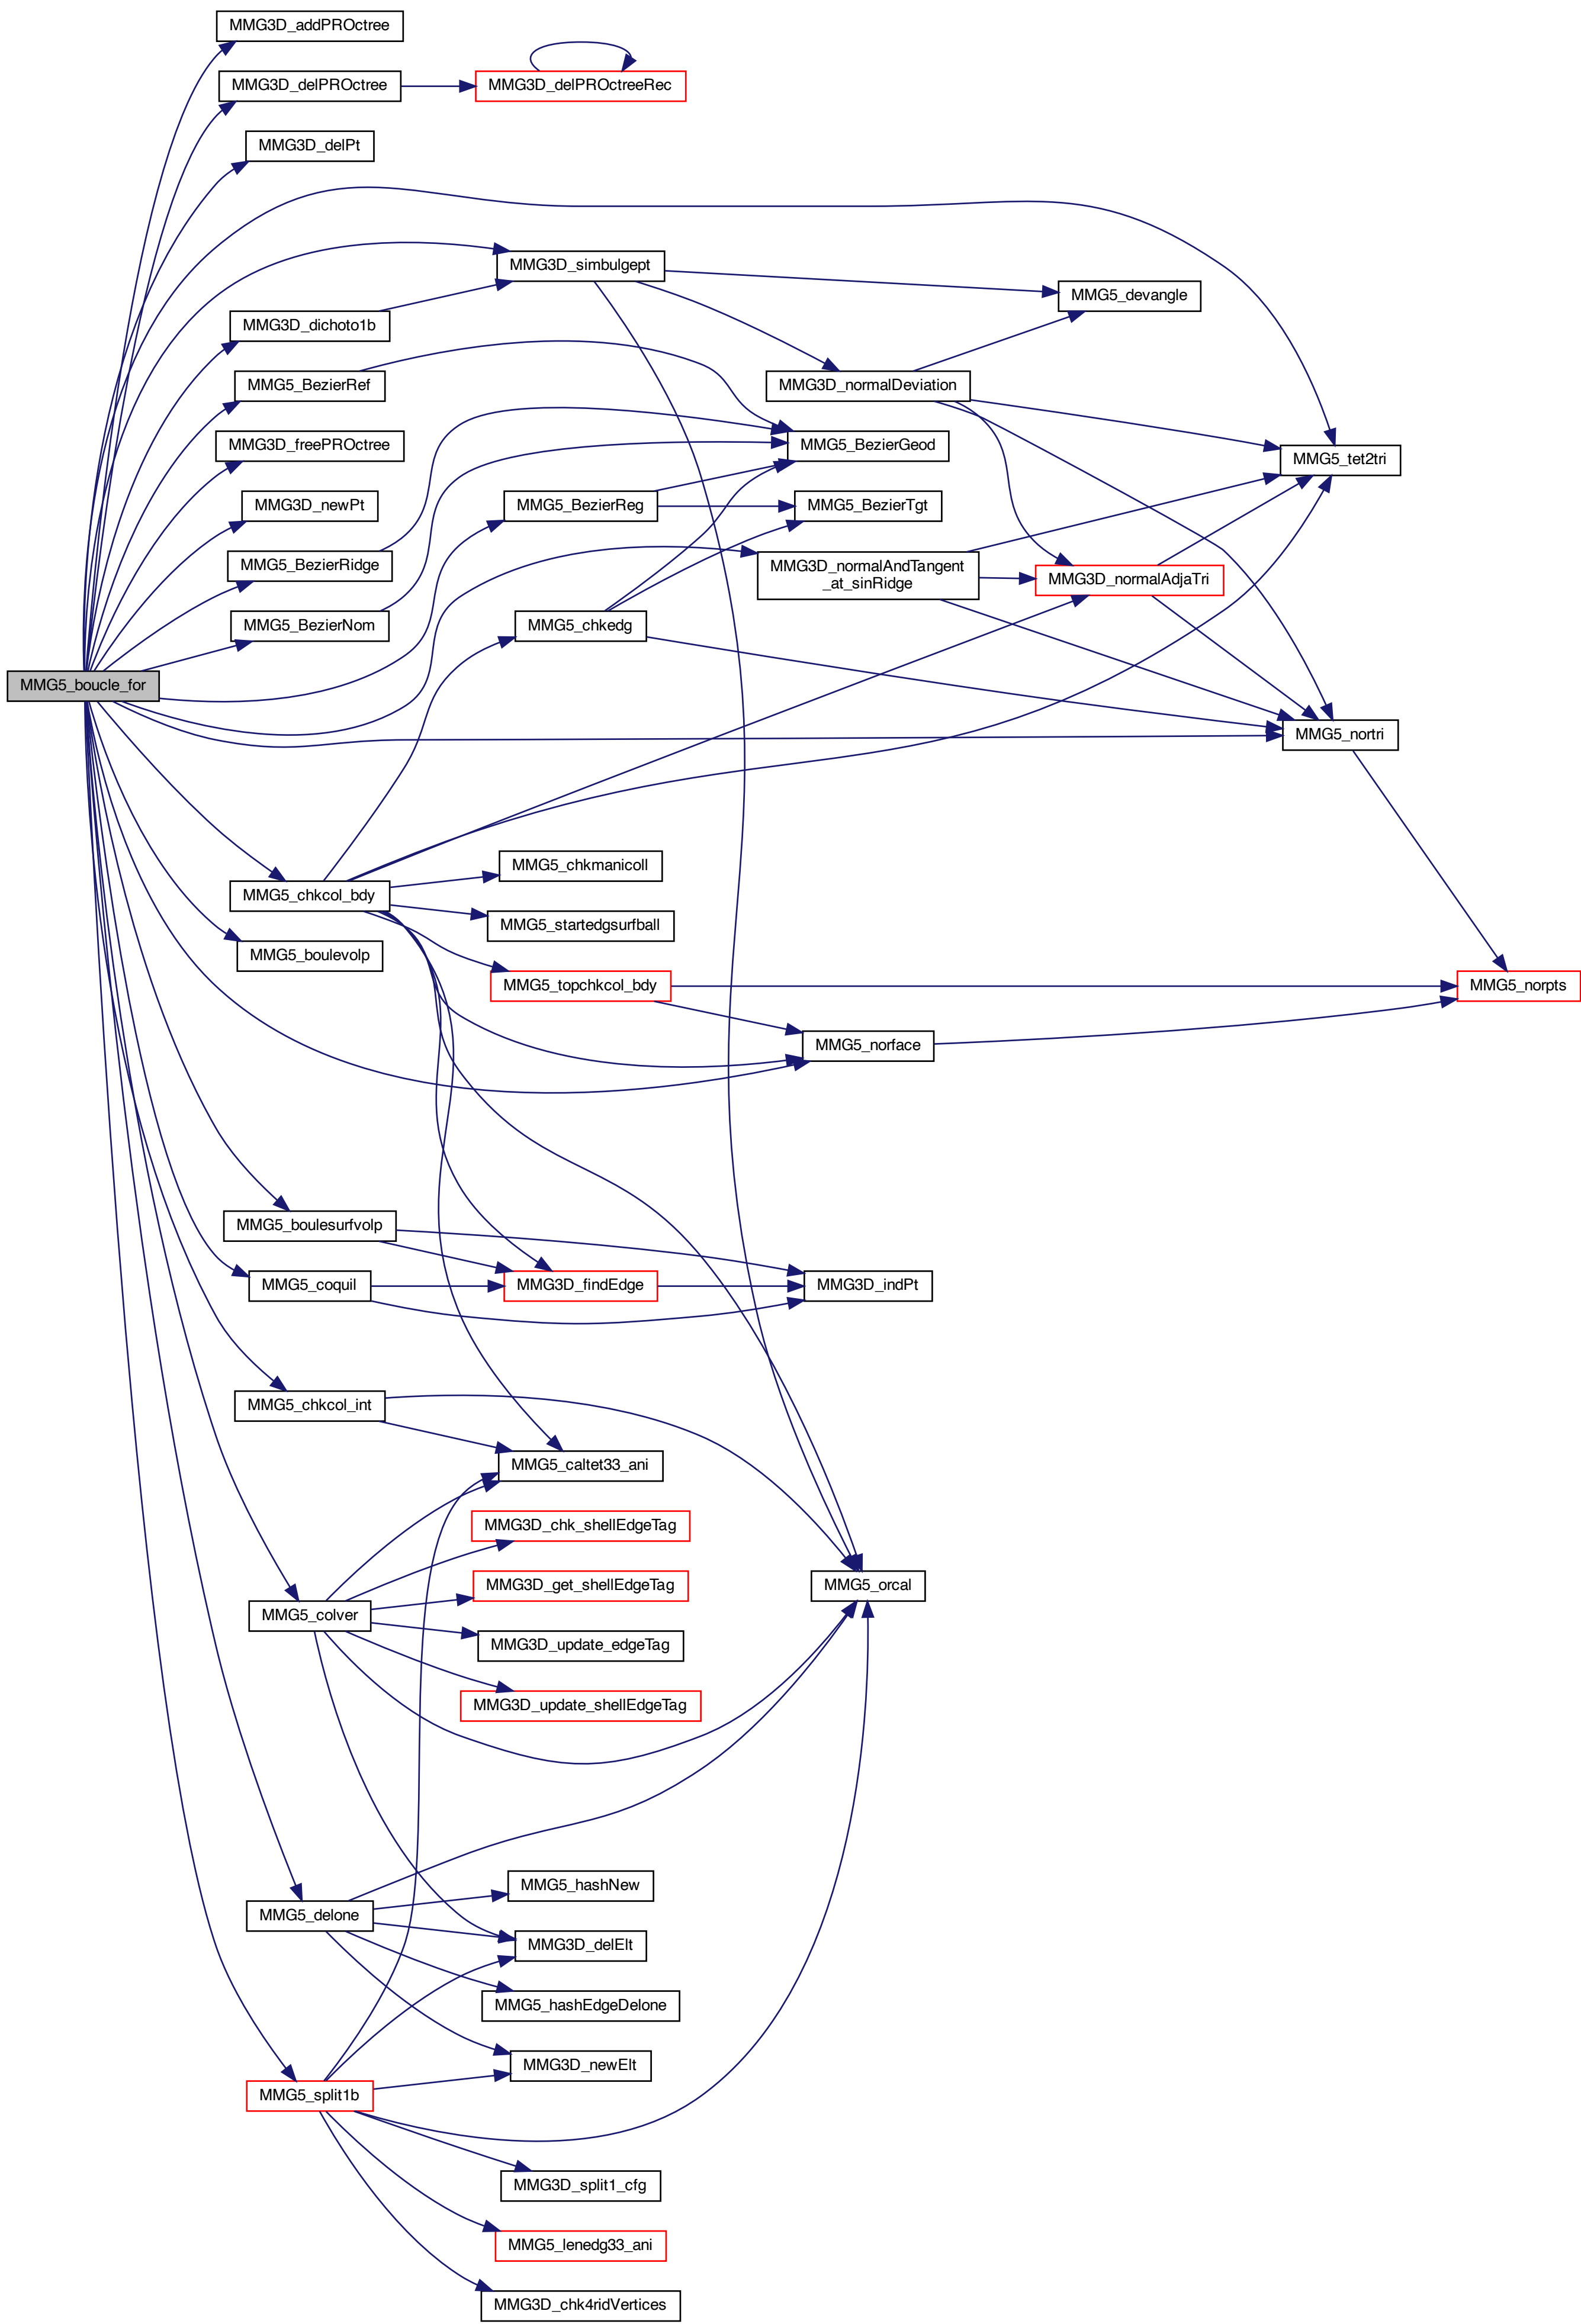 MMG3D_addPROctree
MMG3D_delPROctree
MMG3D_delPROctreeRec
MMG3D_delPt
MMG3D_simbulgept
MMG5_devangle
MMG3D_dichoto1b
MMG5_BezierRef
MMG3D_normalDeviation
MMG3D_freePROctree
MMG5_BezierGeod
MMG5_tet2tri
MMG3D_newPt
MMG5_BezierReg
MMG5_BezierTgt
MMG5_BezierRidge
MMG3D_normalAndTangent
_at_sinRidge
MMG3D_normalAdjaTri
MMG5_BezierNom
MMG5_chkedg
MMG5_boucle_for
MMG5_nortri
MMG5_chkmanicoll
MMG5_chkcol_bdy
MMG5_startedgsurfball
MMG5_boulevolp
MMG5_topchkcol_bdy
MMG5_norpts
MMG5_norface
MMG5_boulesurfvolp
MMG5_coquil
MMG3D_findEdge
MMG3D_indPt
MMG5_chkcol_int
MMG5_caltet33_ani
MMG3D_chk_shellEdgeTag
MMG3D_get_shellEdgeTag
MMG5_orcal
MMG5_colver
MMG3D_update_edgeTag
MMG3D_update_shellEdgeTag
MMG5_hashNew
MMG5_delone
MMG3D_delElt
MMG5_hashEdgeDelone
MMG3D_newElt
MMG5_split1b
MMG3D_split1_cfg
MMG5_lenedg33_ani
MMG3D_chk4ridVertices